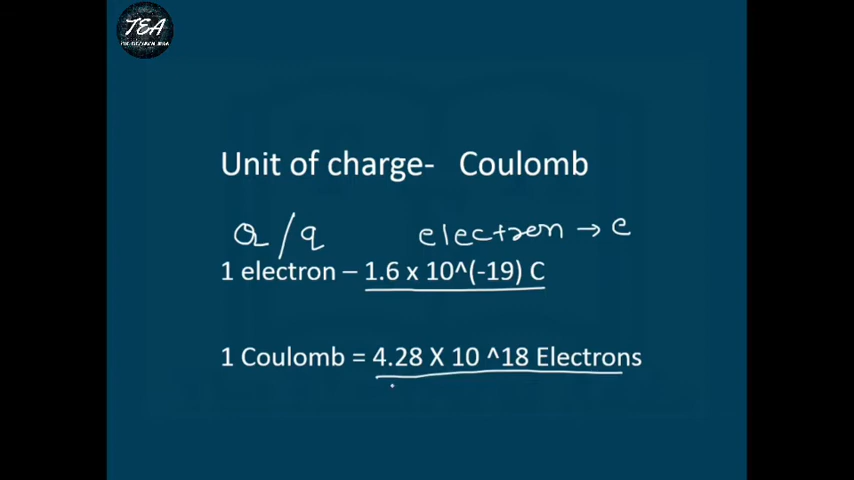 TEA
Unit of charge- Coulomb
Q/q electron → e
1 electron – 1.6 x 10^(-19) C
1 Coulomb = 4.28 X 10 ^18 Electrons